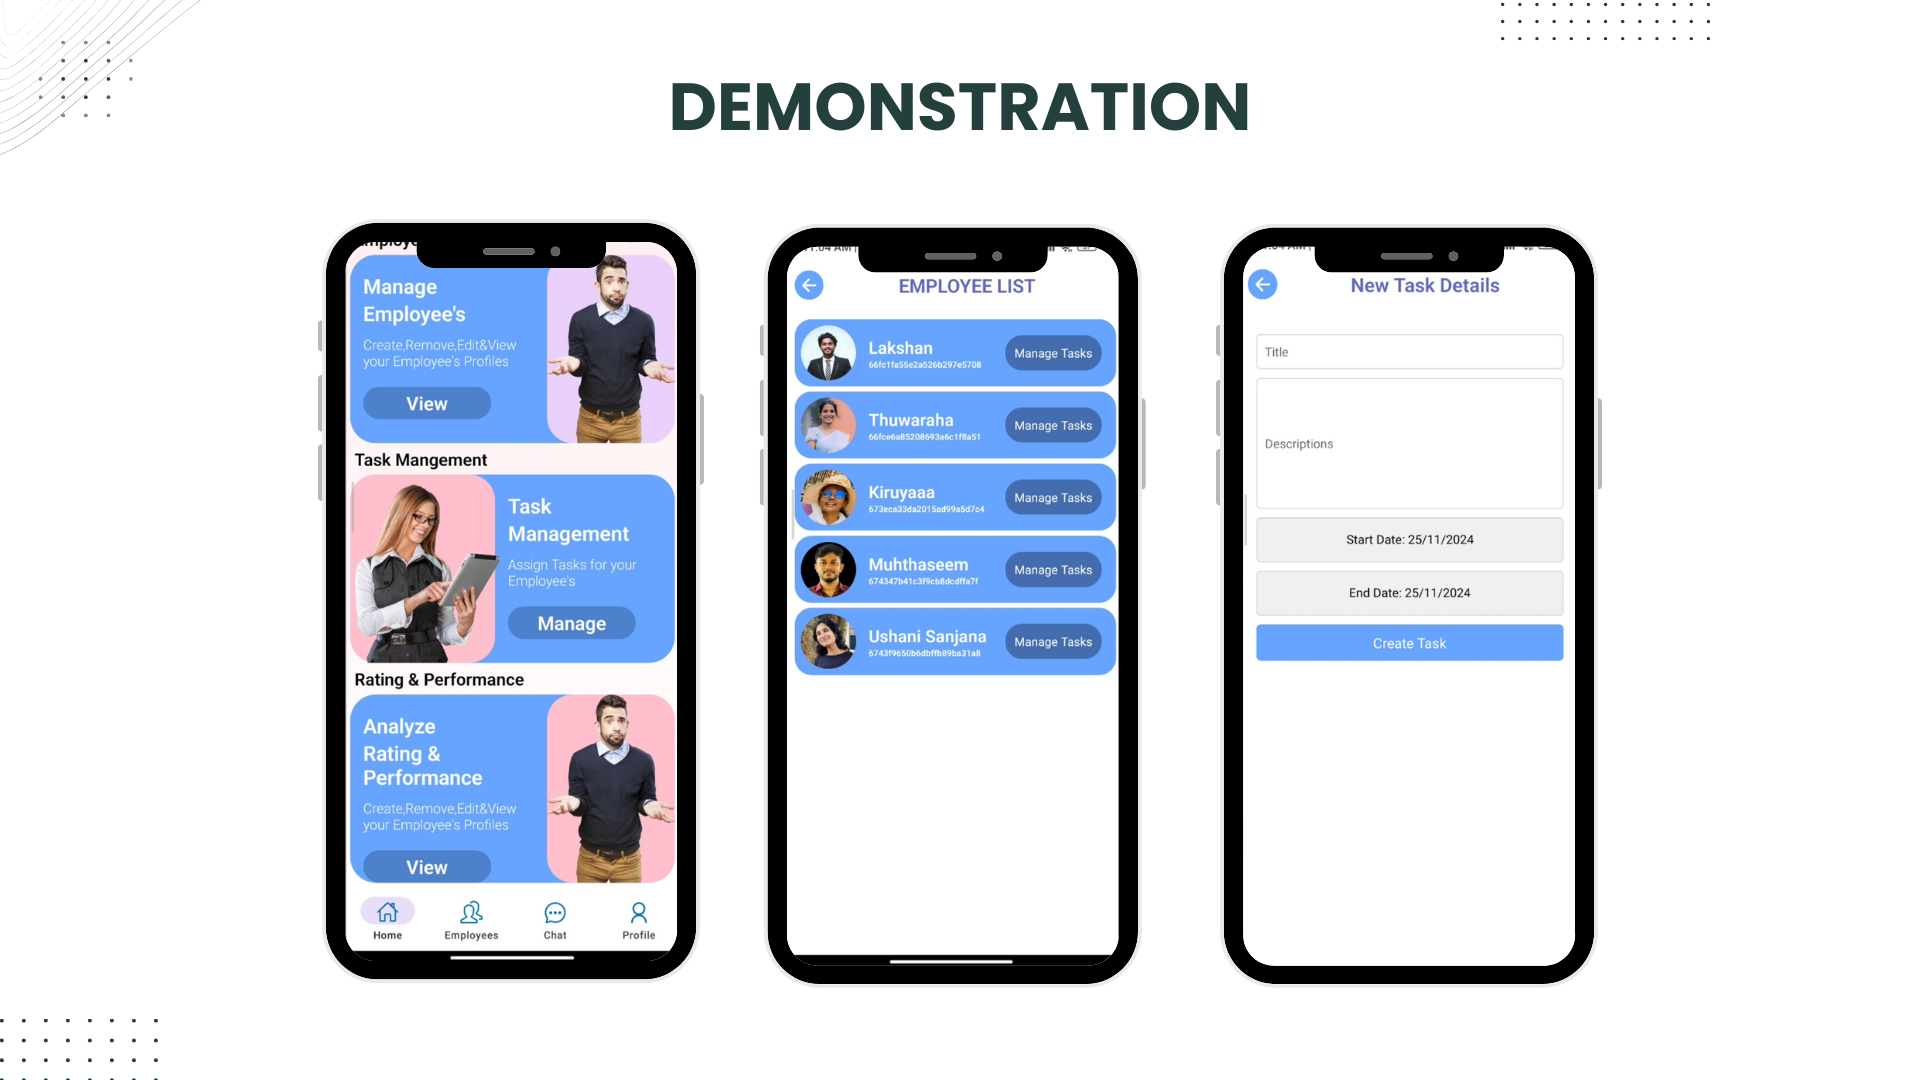 DEMONSTRATION
Manage
Employee's
Create,Remove,Edit&View
your Employee's Profiles
View
Task Mangement
Task
Management
Assign Tasks for your
Employee's
Manage
Rating & Performance
Analyze
Rating &
Performance
Create,Remove,Edit&View
your Employee's Profiles
View
Home
Employees
Chat
Profile
EMPLOYEE LIST
Lakshan
66fc1fa55e2a526b297e5708
Manage Tasks
Thuwaraha
66fce6a85208693a6c1f8a51
Manage Tasks
Kiruyaaa
673eca33da2015ad99a5d7c4
Manage Tasks
Muhthaseem
674347b41c3f9cb8dcdffa7f
Manage Tasks
Ushani Sanjana
6743f9650b6dbffb89ba31a8
Manage Tasks
New Task Details
Title
Descriptions
Start Date: 25/11/2024
End Date: 25/11/2024
Create Task